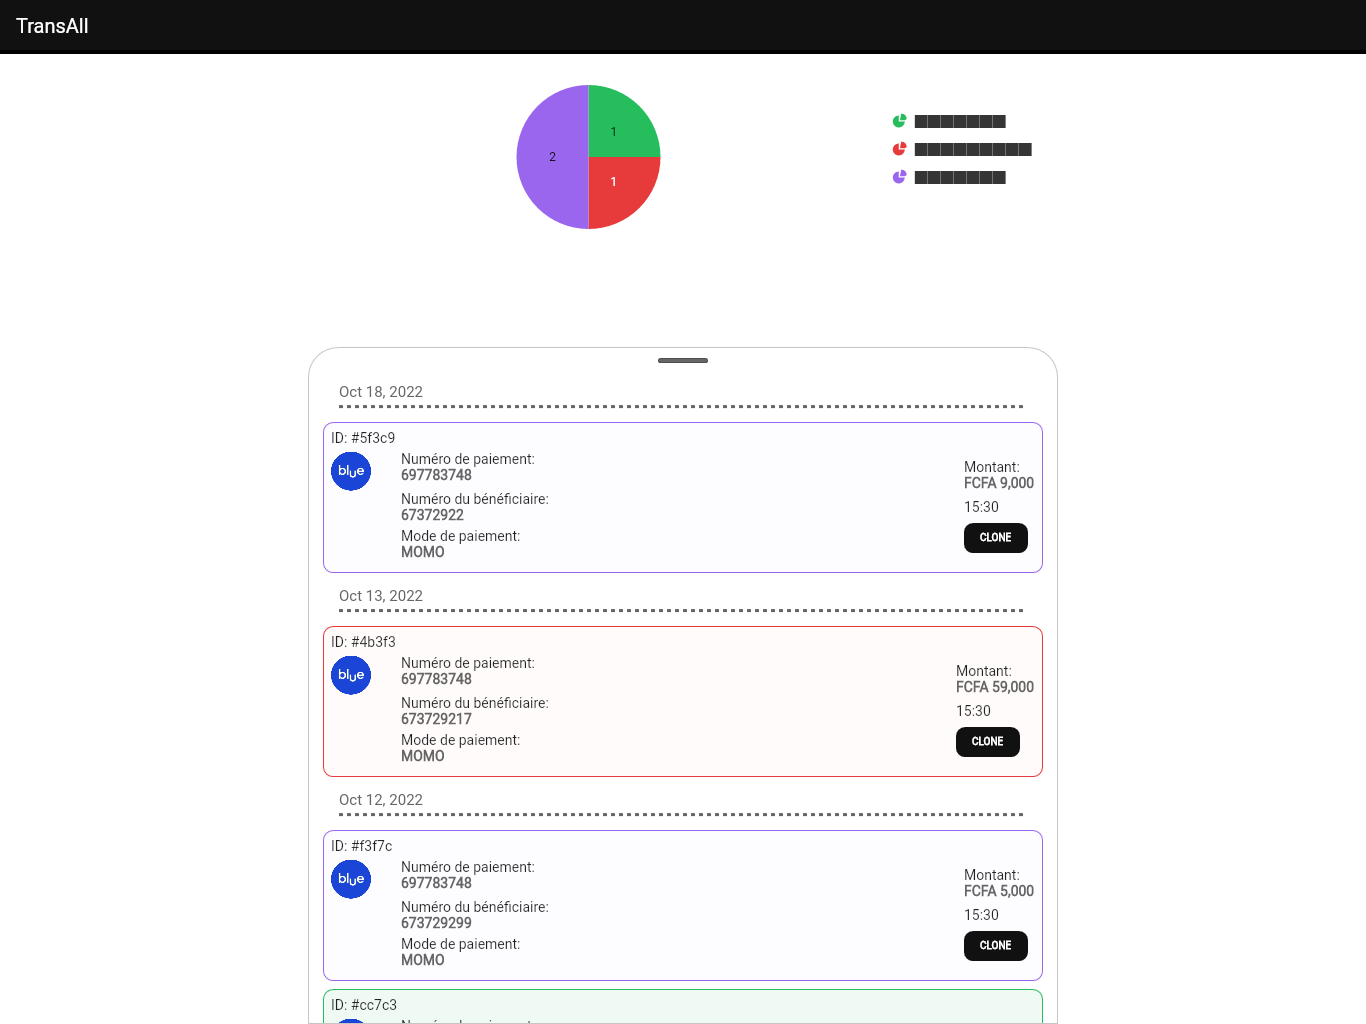 TransAll
1
2
1
Oct 18, 2022
ID: #5f3c9
blue
Numéro de paiement:
697783748
Numéro du bénéficiaire:
67372922
Mode de paiement:
MOMO
Montant:
FCFA 9,000
15:30
CLONE
Oct 13, 2022
ID: #4b3f3
blue
Numéro de paiement:
697783748
Numéro du bénéficiaire:
673729217
Mode de paiement:
MOMO
Montant:
FCFA 59,000
15:30
CLONE
Oct 12, 2022
ID: #f3f7c
blue
Numéro de paiement:
697783748
Numéro du bénéficiaire:
673729299
Mode de paiement:
MOMO
Montant:
FCFA 5,000
15:30
CLONE
ID: #cc7c3